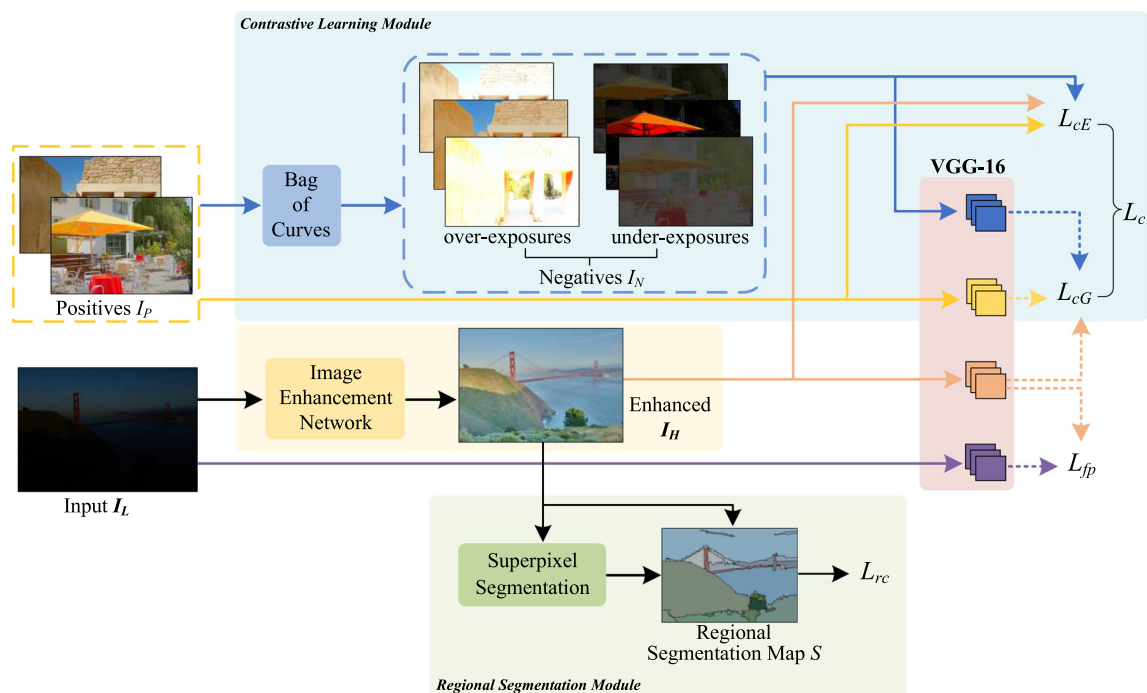 Contrastive Learning Module
Bag
of
Curves
over-exposures
under-exposures
Negatives I_N
Positives I_P
VGG-16
L_cE
L_c
L_cG
Image
Enhancement
Network
Enhanced
I_H
Input I_L
L_fp
Superpixel
Segmentation
Regional
Segmentation Map S
L_rc
Regional Segmentation Module